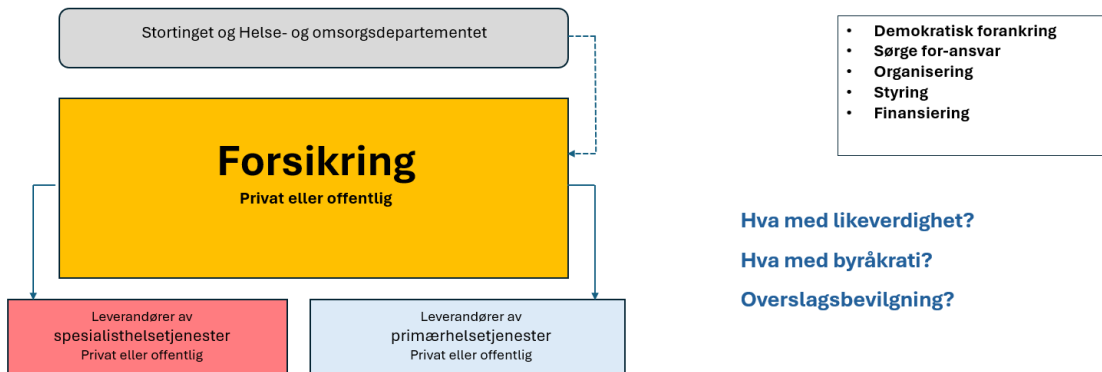 Stortinget og Helse- og omsorgsdepartementet
Forsikring
Privat eller offentlig
Leverandører av
spesialisthelsetjenester
Privat eller offentlig
Leverandører av
primærhelsetjenester
Privat eller offentlig
• Demokratisk forankring
• Sørge for-ansvar
• Organisering
• Styring
• Finansiering
Hva med likeverdighet?
Hva med byråkrati?
Overslagsbevilgning?